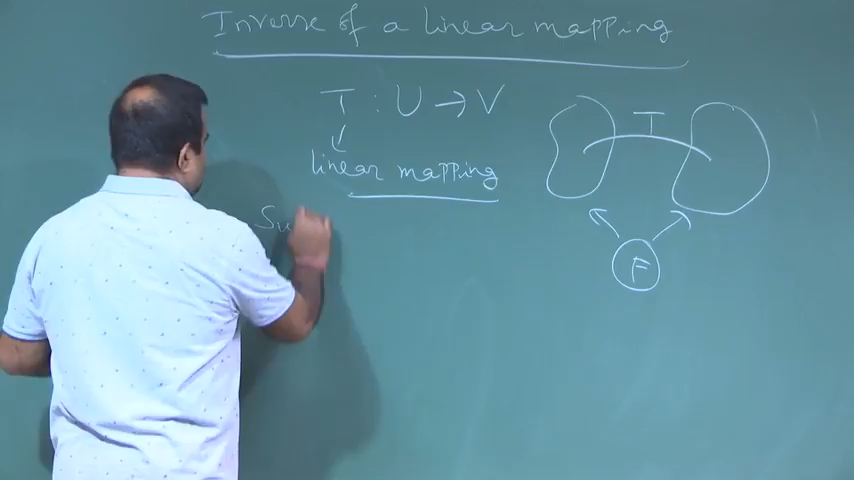 Inverse of a linear mapping
T : U → V
T
linear mapping
Su
F